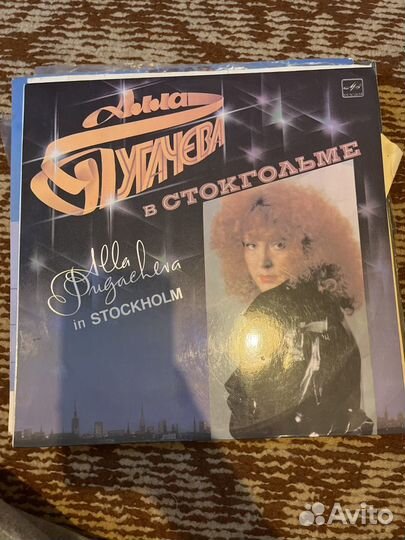 Алла
Пугачева
в СТОКГОЛЬМЕ
Alla
Pugacheva
in STOCKHOLM
Avito